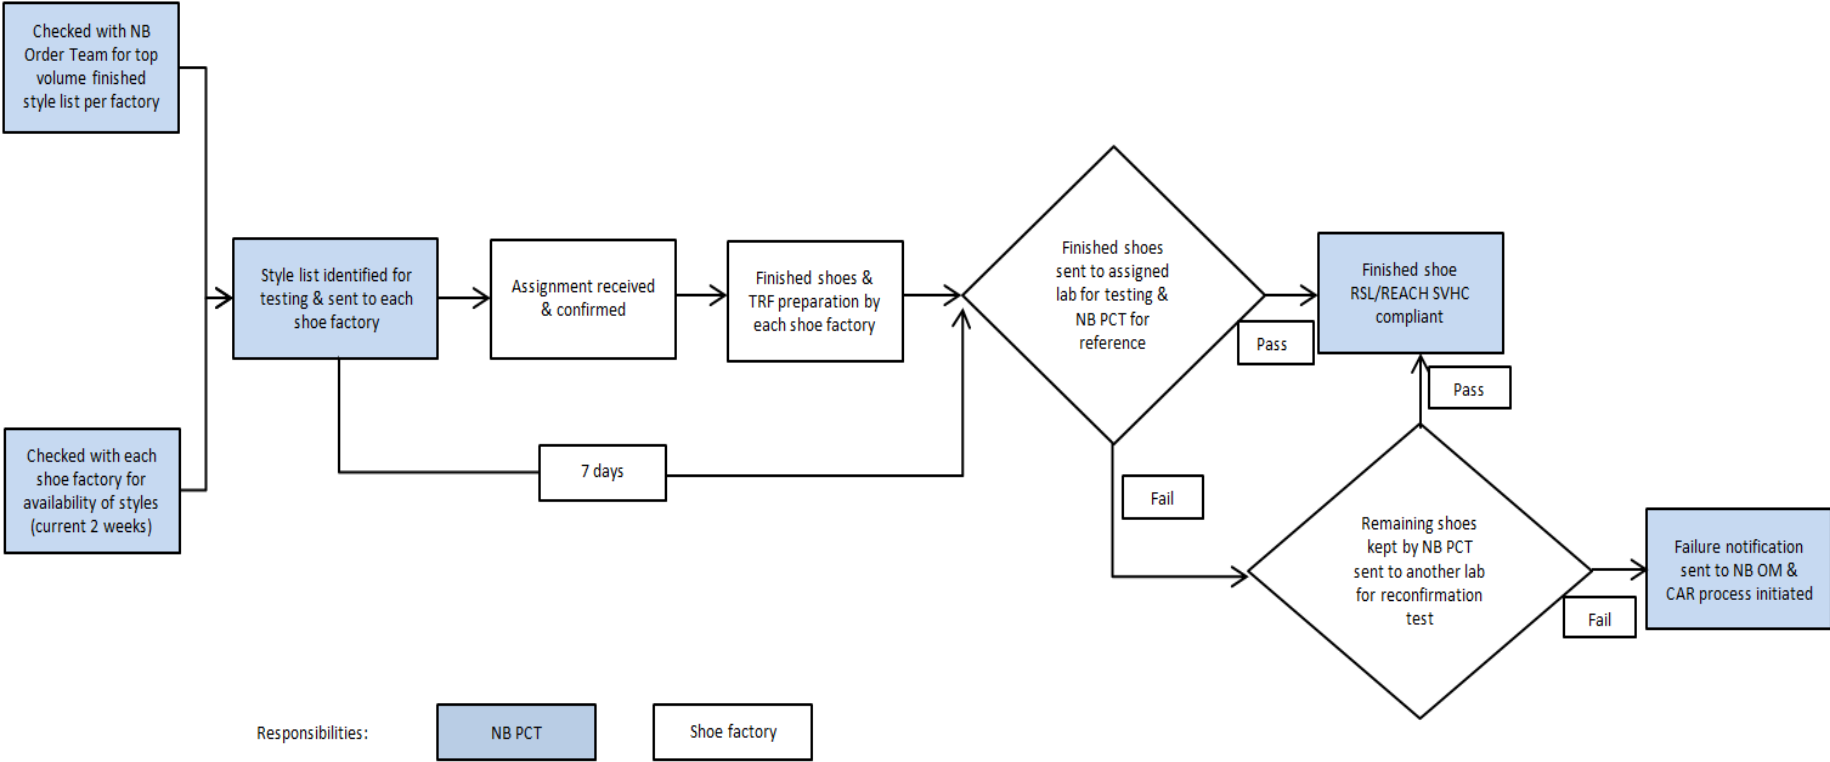 Checked with NB
Order Team for top
volume finished
style list per factory
Checked with each
shoe factory for
availability of styles
(current 2 weeks)
Style list identified for
testing & sent to each
shoe factory
Assignment received
& confirmed
Finished shoes &
TRF preparation by
each shoe factory
7 days
Finished shoes
sent to assigned
lab for testing &
NB PCT for
reference
Pass
Finished shoe
RSL/REACH SVHC
compliant
Fail
Pass
Remaining shoes
kept by NB PCT
sent to another lab
for reconfirmation
test
Fail
Failure notification
sent to NB OM &
CAR process initiated
Responsibilities:
NB PCT
Shoe factory